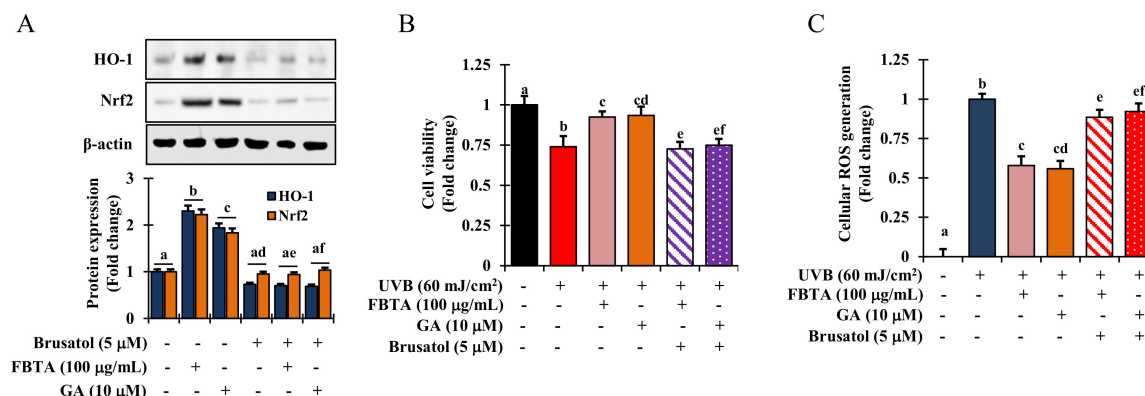 A
HO-1
Nrf2
β-actin
Protein expression
(Fold change)
3
2
1
0
HO-1
Nrf2
a
b
c
ad
ae
af
Brusatol (5 μM) - - - + + +
FBTA (100 μg/mL) - + - - + -
GA (10 μM) - - + - - +
B
Cell viability
(Fold change)
1.25
1
0.75
0.5
0.25
0
a
b
c
cd
e
ef
UVB (60 mJ/cm²) - + + + + +
FBTA (100 μg/mL) - - + - + -
GA (10 μM) - - - + - +
Brusatol (5 μM) - - - - + +
C
Cellular ROS generation
(Fold change)
1.25
1
0.75
0.5
0.25
0
a
b
c
cd
e
ef
UVB (60 mJ/cm²) - + + + + +
FBTA (100 μg/mL) - - + - + -
GA (10 μM) - - - + - +
Brusatol (5 μM) - - - - + +